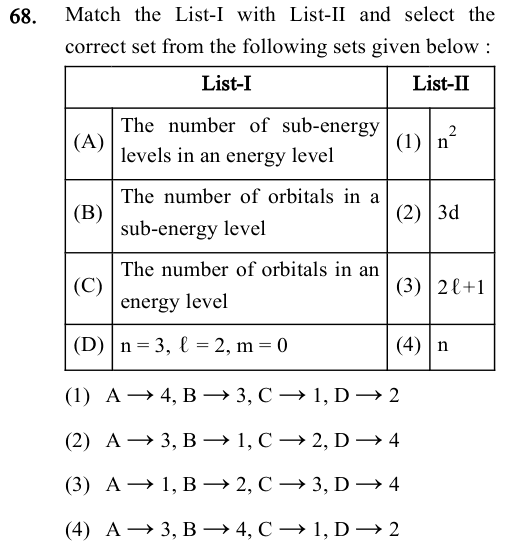 68. Match the List-I with List-II and select the
correct set from the following sets given below :
List-I List-II
(A) The number of sub-energy levels in an energy level (1) n²
(B) The number of orbitals in a sub-energy level (2) 3d
(C) The number of orbitals in an energy level (3) 2ℓ+1
(D) n = 3, ℓ = 2, m = 0 (4) n
(1) A → 4, B → 3, C → 1, D → 2
(2) A → 3, B → 1, C → 2, D → 4
(3) A → 1, B → 2, C → 3, D → 4
(4) A → 3, B → 4, C → 1, D → 2